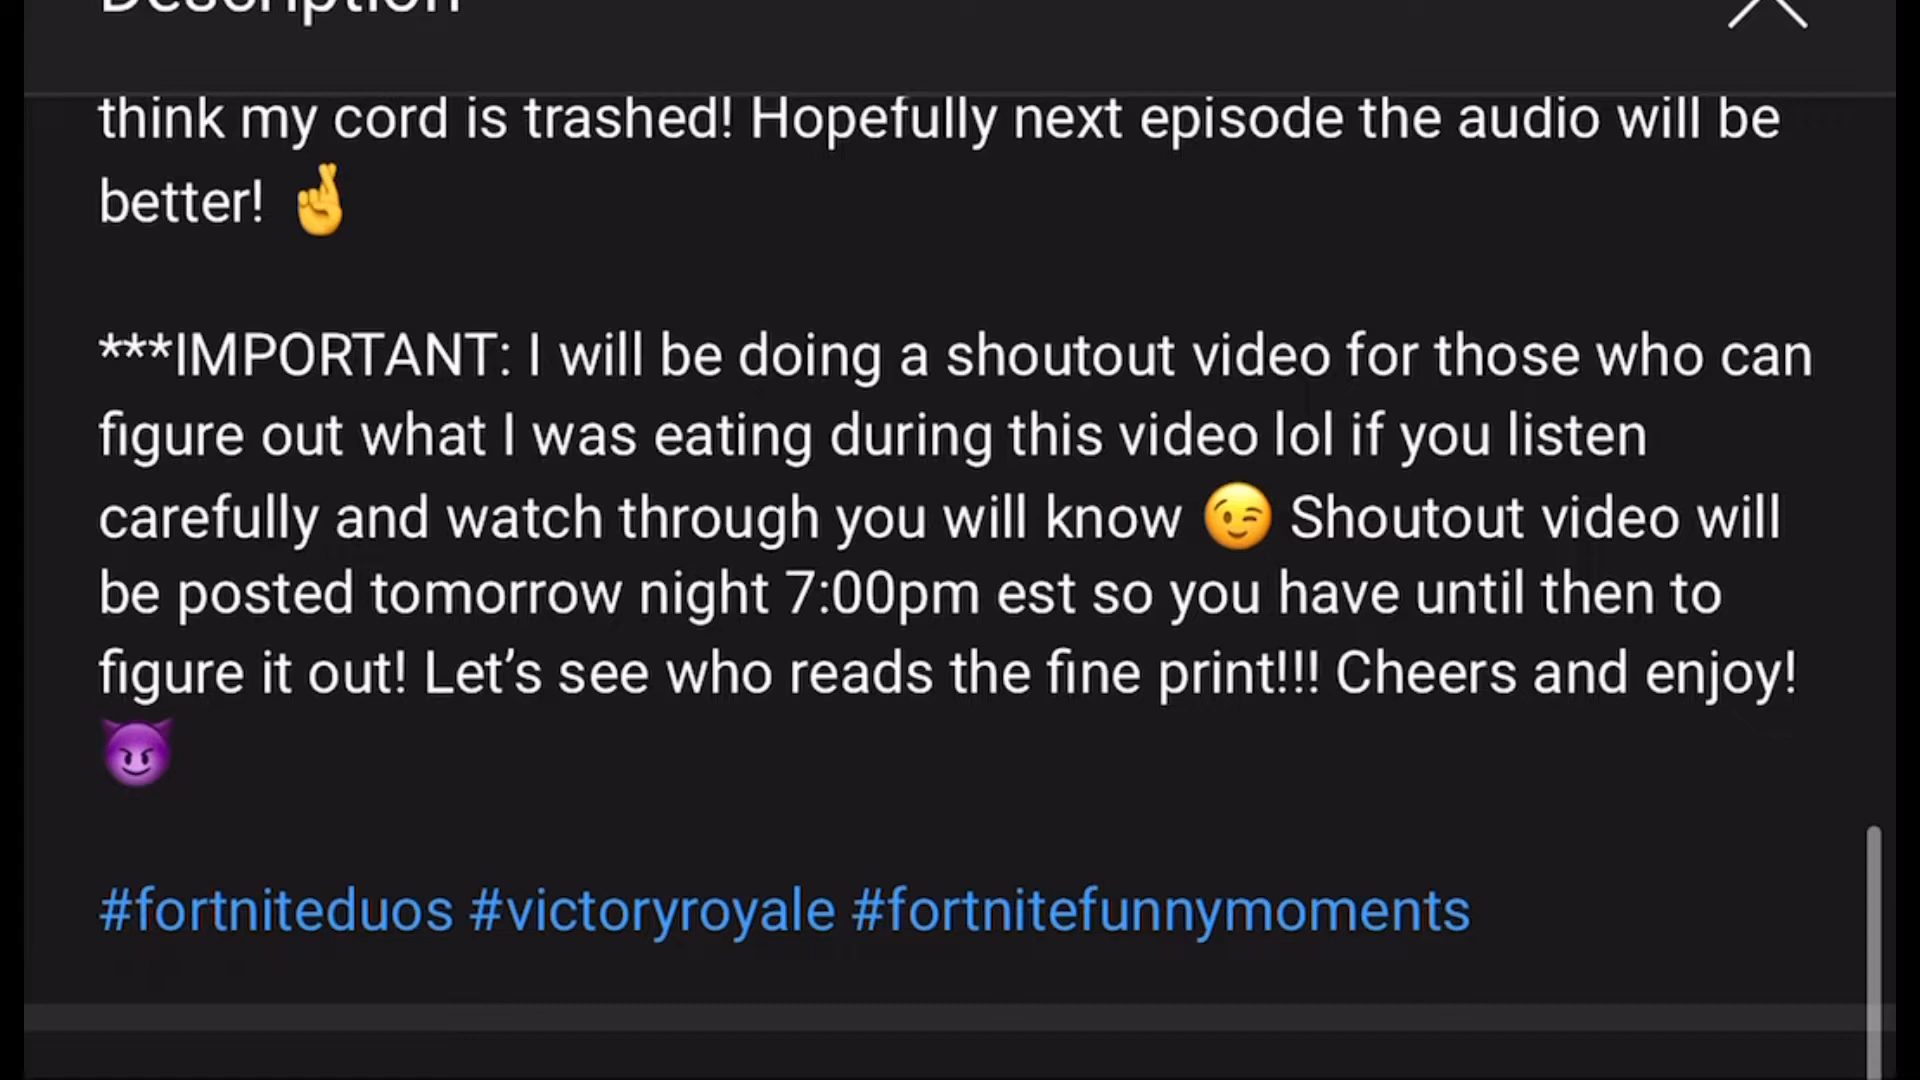 Description
think my cord is trashed! Hopefully next episode the audio will be
better! 🤞
***IMPORTANT: I will be doing a shoutout video for those who can
figure out what I was eating during this video lol if you listen
carefully and watch through you will know 😉 Shoutout video will
be posted tomorrow night 7:00pm est so you have until then to
figure it out! Let’s see who reads the fine print!!! Cheers and enjoy!
😈
#fortniteduos #victoryroyale #fortnitefunnymoments